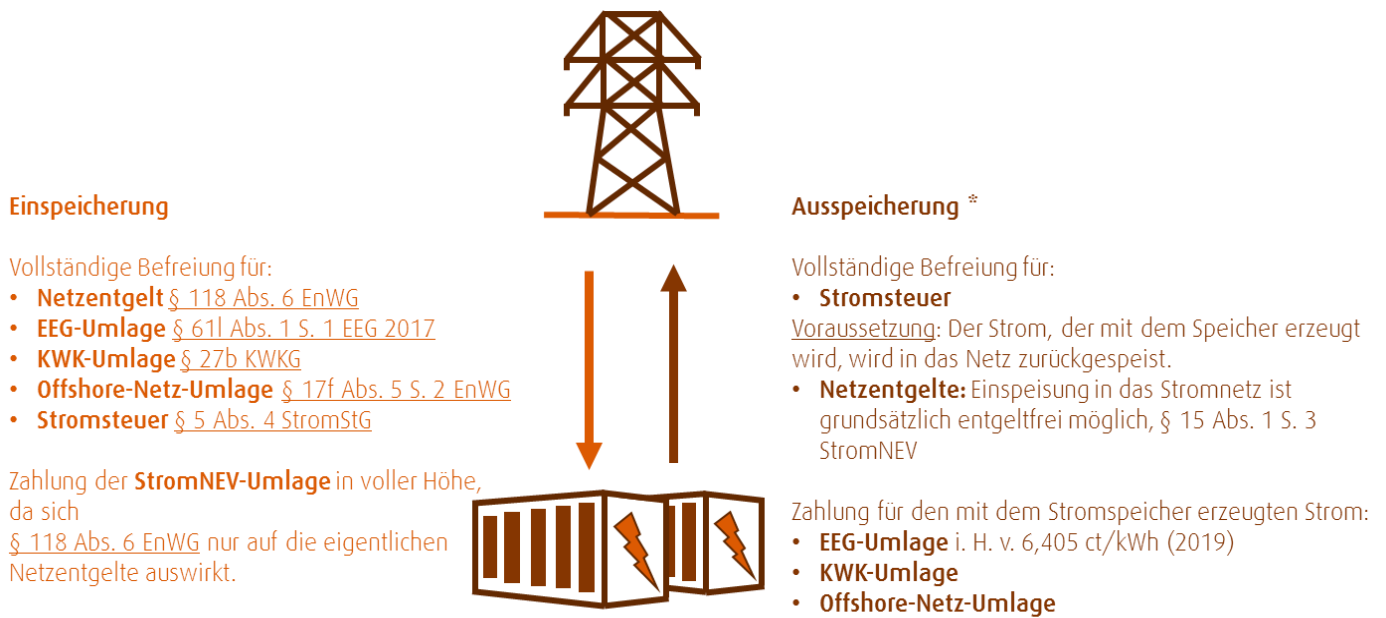 Einspeicherung
Vollständige Befreiung für:
• Netzentgelt § 118 Abs. 6 EnWG
• EEG-Umlage § 61l Abs. 1 S. 1 EEG 2017
• KWK-Umlage § 27b KWKG
• Offshore-Netz-Umlage § 17f Abs. 5 S. 2 EnWG
• Stromsteuer § 5 Abs. 4 StromStG
Zahlung der StromNEV-Umlage in voller Höhe,
da sich
§ 118 Abs. 6 EnWG nur auf die eigentlichen
Netzentgelte auswirkt.
Ausspeicherung *
Vollständige Befreiung für:
• Stromsteuer
Voraussetzung: Der Strom, der mit dem Speicher erzeugt
wird, wird in das Netz zurückgespeist.
• Netzentgelte: Einspeisung in das Stromnetz ist
grundsätzlich entgeltfrei möglich, § 15 Abs. 1 S. 3
StromNEV
Zahlung für den mit dem Stromspeicher erzeugten Strom:
• EEG-Umlage i. H. v. 6,405 ct/kWh (2019)
• KWK-Umlage
• Offshore-Netz-Umlage